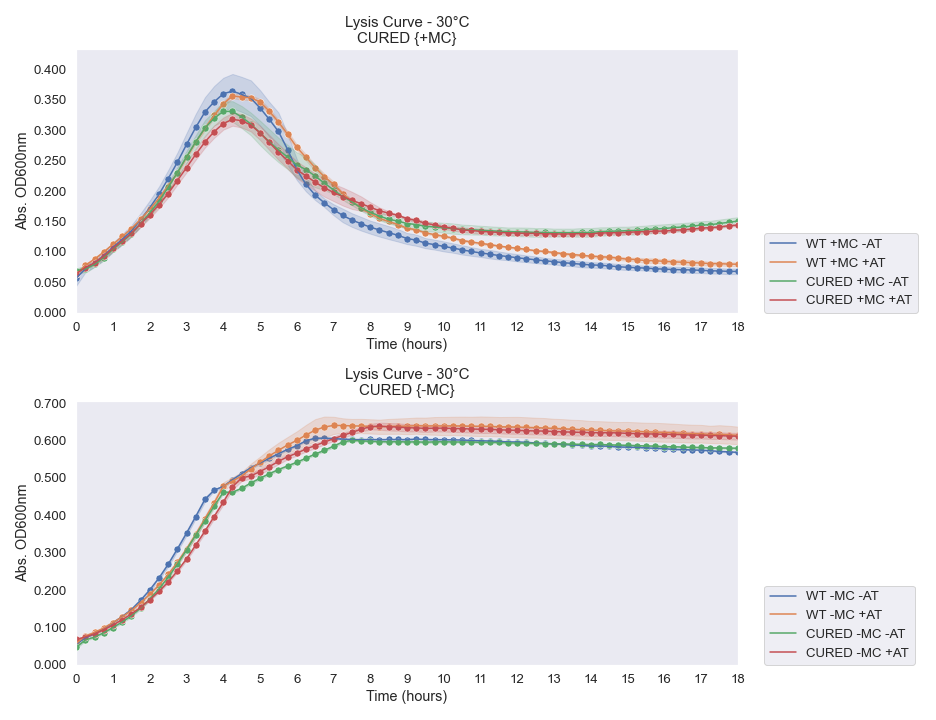 Lysis Curve - 30°C
CURED {+MC}
0.400
0.350
0.300
0.250
0.200
0.150
0.100
0.050
0.000
Abs. OD600nm
0 1 2 3 4 5 6 7 8 9 10 11 12 13 14 15 16 17 18
Time (hours)
WT +MC -AT
WT +MC +AT
CURED +MC -AT
CURED +MC +AT
Lysis Curve - 30°C
CURED {-MC}
0.700
0.600
0.500
0.400
0.300
0.200
0.100
0.000
Abs. OD600nm
0 1 2 3 4 5 6 7 8 9 10 11 12 13 14 15 16 17 18
Time (hours)
WT -MC -AT
WT -MC +AT
CURED -MC -AT
CURED -MC +AT